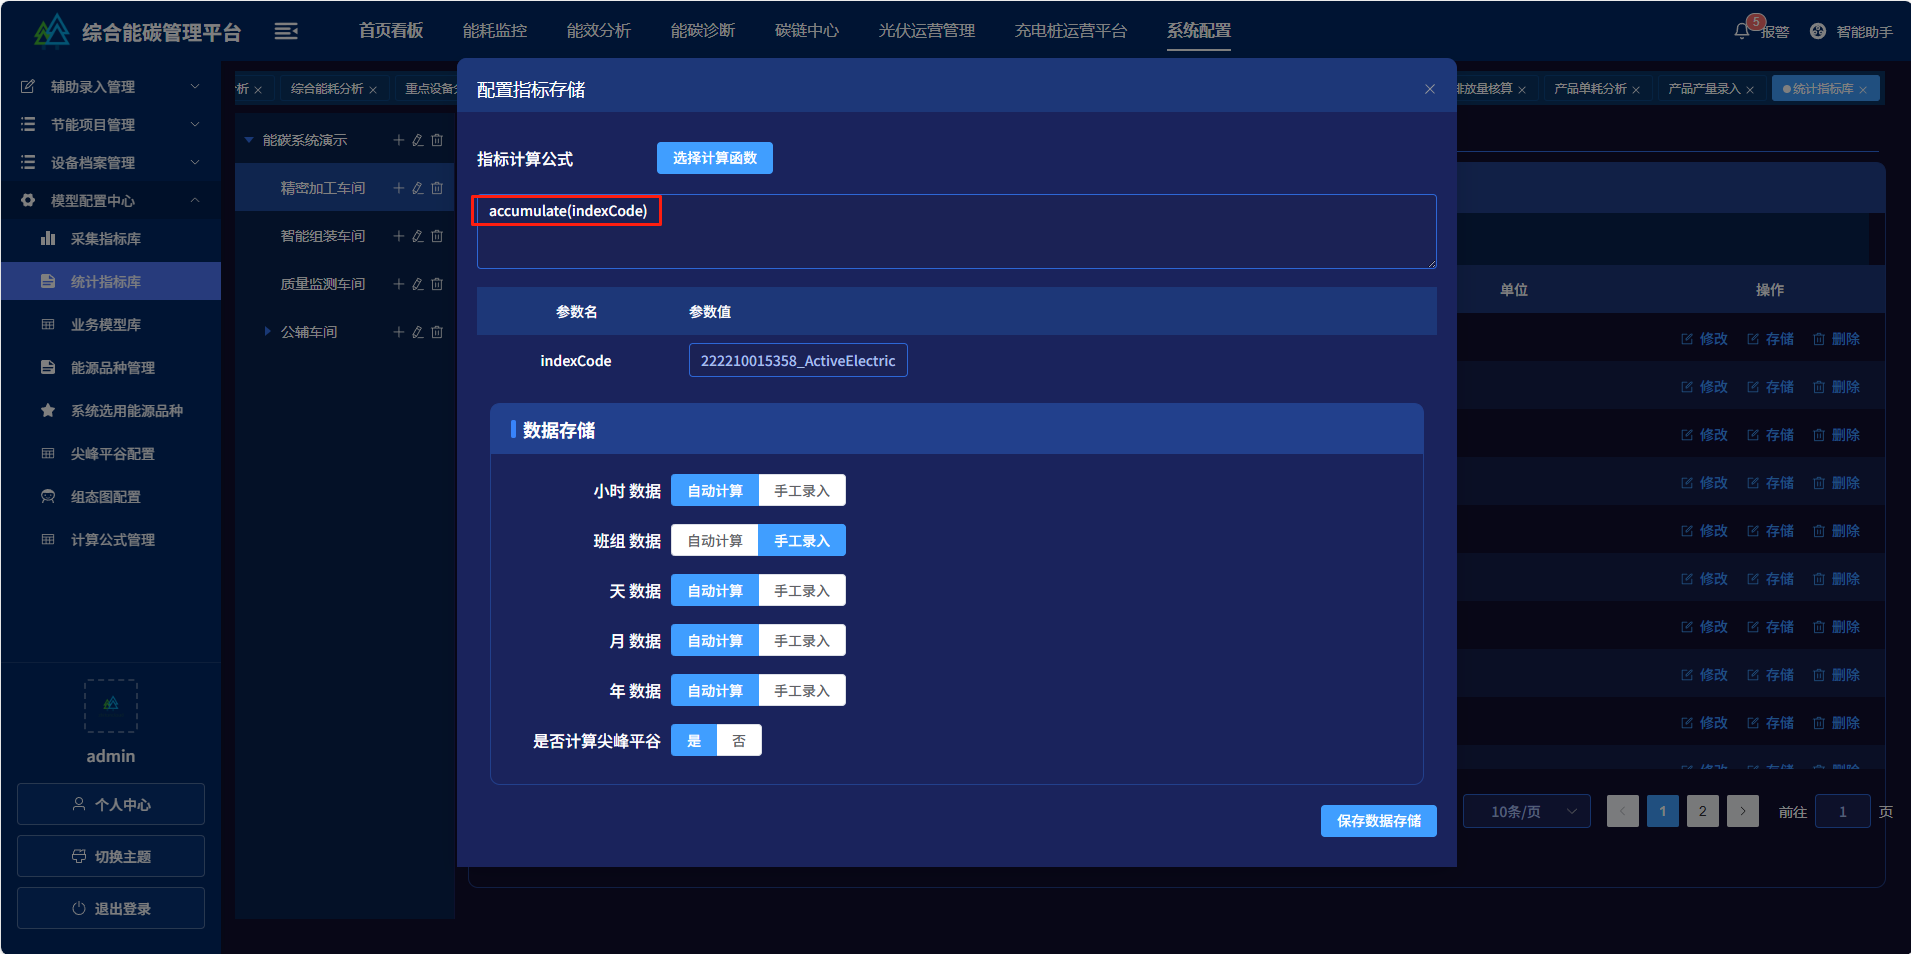 综合能碳管理平台
首页看板
能耗监控
能效分析
能碳诊断
碳链中心
光伏运营管理
充电桩运营平台
系统配置
5
报警
智能助手
辅助录入管理
节能项目管理
设备档案管理
模型配置中心
采集指标库
统计指标库
业务模型库
能源品种管理
系统选用能源品种
尖峰平谷配置
组态图配置
计算公式管理
admin
个人中心
切换主题
退出登录
析
综合能耗分析
重点设备
排放量核算
产品单耗分析
产品产量录入
统计指标库
能碳系统演示
精密加工车间
智能组装车间
质量监测车间
公辅车间
配置指标存储
指标计算公式
选择计算函数
accumulate(indexCode)
参数名 参数值
indexCode 222210015358_ActiveElectric
数据存储
小时 数据 自动计算 手工录入
班组 数据 自动计算 手工录入
天 数据 自动计算 手工录入
月 数据 自动计算 手工录入
年 数据 自动计算 手工录入
是否计算尖峰平谷 是 否
保存数据存储
单位 操作
修改 存储 删除
修改 存储 删除
修改 存储 删除
修改 存储 删除
修改 存储 删除
修改 存储 删除
修改 存储 删除
修改 存储 删除
修改 存储 删除
修改 存储 删除
10条/页 1 2 前往 1 页